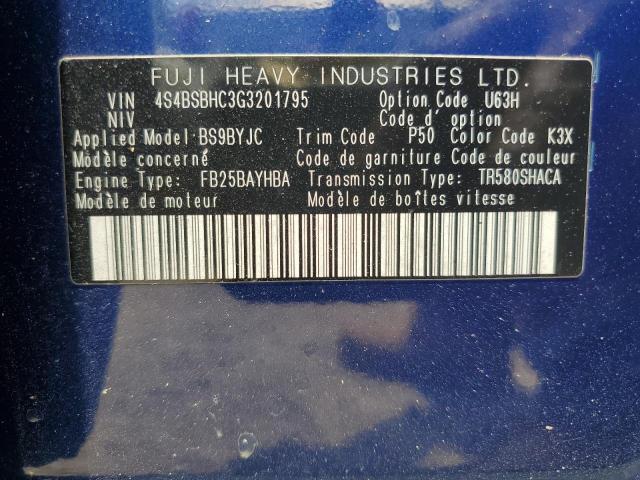 FUJI HEAVY INDUSTRIES LTD.
VIN 4S4BSBHC3G3201795 Option Code U63H
NIV Code d'option
Applied Model BS9BYJC Trim Code P50 Color Code K3X
Modèle concerné Code de garniture Code de couleur
Engine Type: FB25BAYHBA Transmission Type: TR580SHACA
Modèle de moteur Modèle de boîtes vitesse